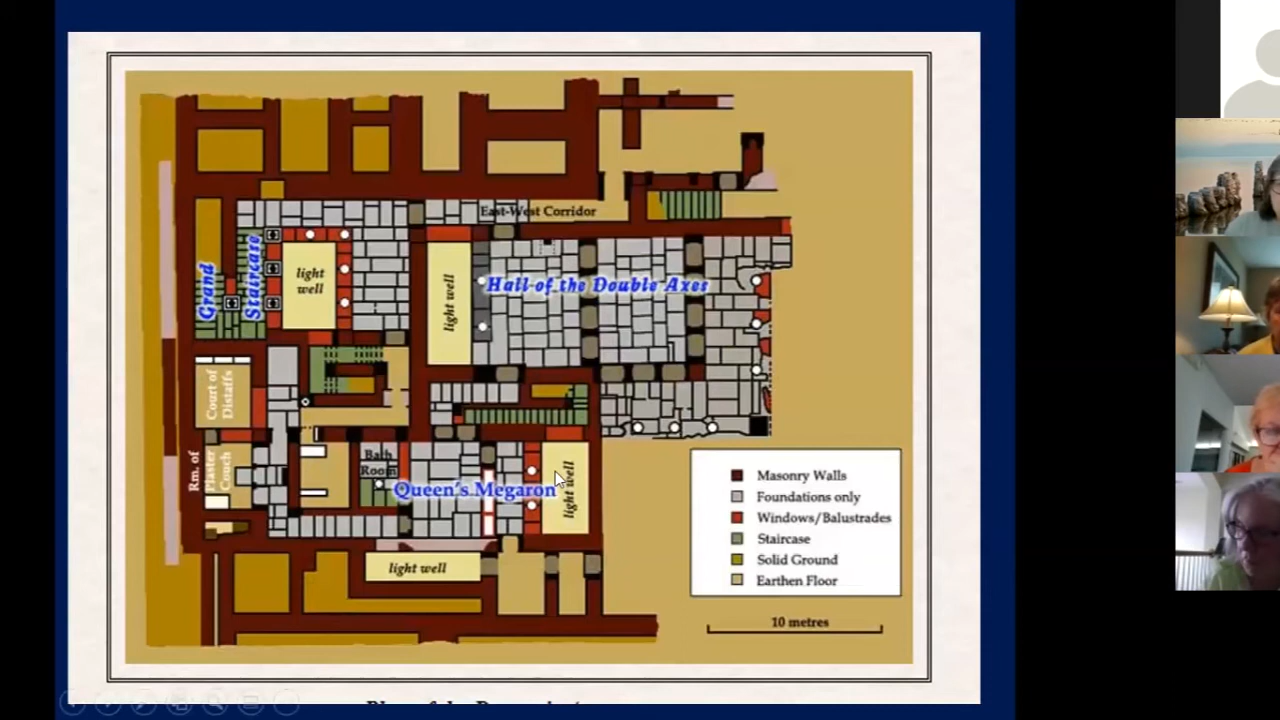 East-West Corridor
Grand
Staircase
light
well
light well
Hall of the Double Axes
Court of
Distaffs
Rm. of
Plaster
Couch
Bath
Room
Queen's Megaron
light well
light well
Masonry Walls
Foundations only
Windows/Balustrades
Staircase
Solid Ground
Earthen Floor
10 metres